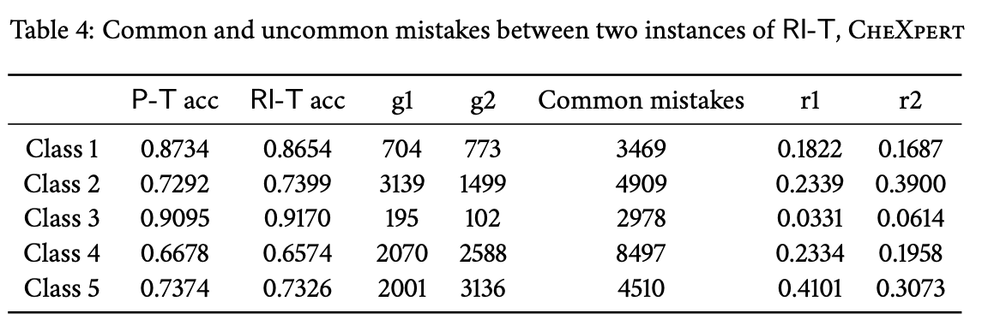 Table 4: Common and uncommon mistakes between two instances of RI-T, CHEXPERT
P-T acc RI-T acc g1 g2 Common mistakes r1 r2
Class 1 0.8734 0.8654 704 773 3469 0.1822 0.1687
Class 2 0.7292 0.7399 3139 1499 4909 0.2339 0.3900
Class 3 0.9095 0.9170 195 102 2978 0.0331 0.0614
Class 4 0.6678 0.6574 2070 2588 8497 0.2334 0.1958
Class 5 0.7374 0.7326 2001 3136 4510 0.4101 0.3073